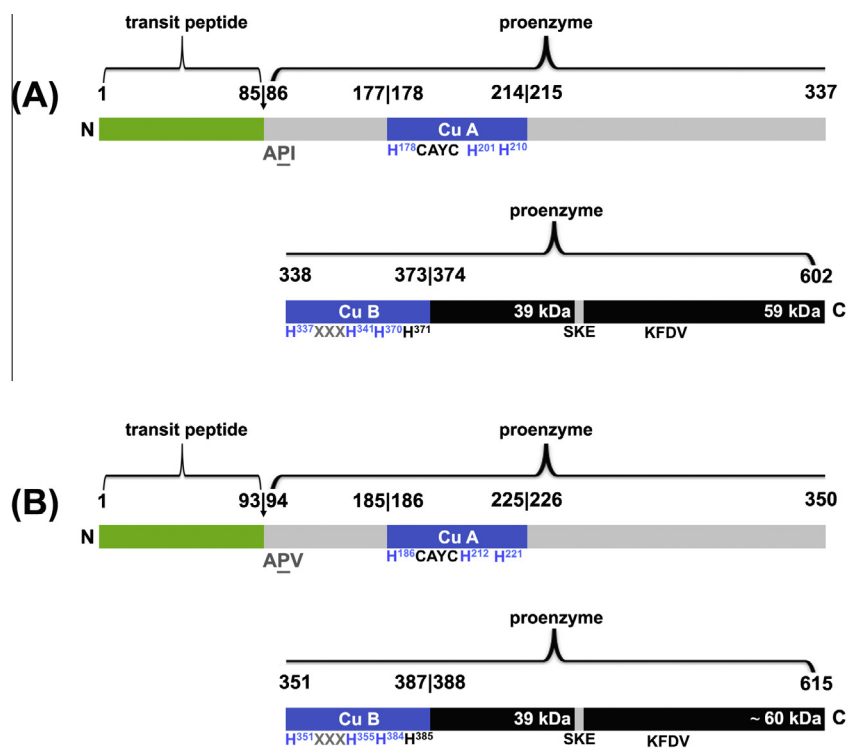 transit peptide proenzyme
(A)
1 85|86 177|178 214|215 337
N Cu A
API H¹⁷⁸CAYC H²⁰¹ H²¹⁰
proenzyme
338 373|374 602
Cu B 39 kDa 59 kDa C
H³³⁷XXXH³⁴¹H³⁷⁰H³⁷¹ SKE KFDV
transit peptide proenzyme
(B)
1 93|94 185|186 225|226 350
N Cu A
APV H¹⁸⁶CAYC H²¹² H²²¹
proenzyme
351 387|388 615
Cu B 39 kDa ~ 60 kDa C
H³⁵¹XXXH³⁵⁵H³⁸⁴H³⁸⁵ SKE KFDV